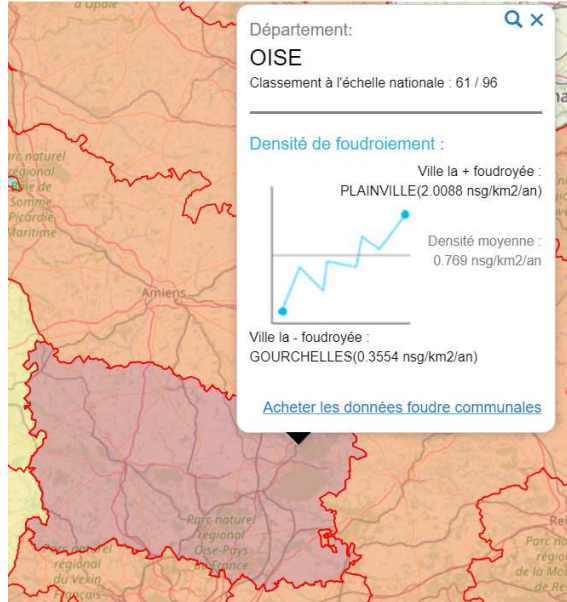 d'Opale
Département:
OISE
Classement à l'échelle nationale : 61 / 96
Densité de foudroiement :
Ville la + foudroyée :
PLAINVILLE(2.0088 nsg/km2/an)
Densité moyenne :
0.769 nsg/km2/an
Ville la - foudroyée :
GOURCHELLES(0.3554 nsg/km2/an)
Acheter les données foudre communales
Parc naturel
régional
Baie de
Somme
Picardie
Maritime
Amiens
Parc naturel
régional
Oise-Pays
de France
Parc naturel
régional
du Vexin
Français